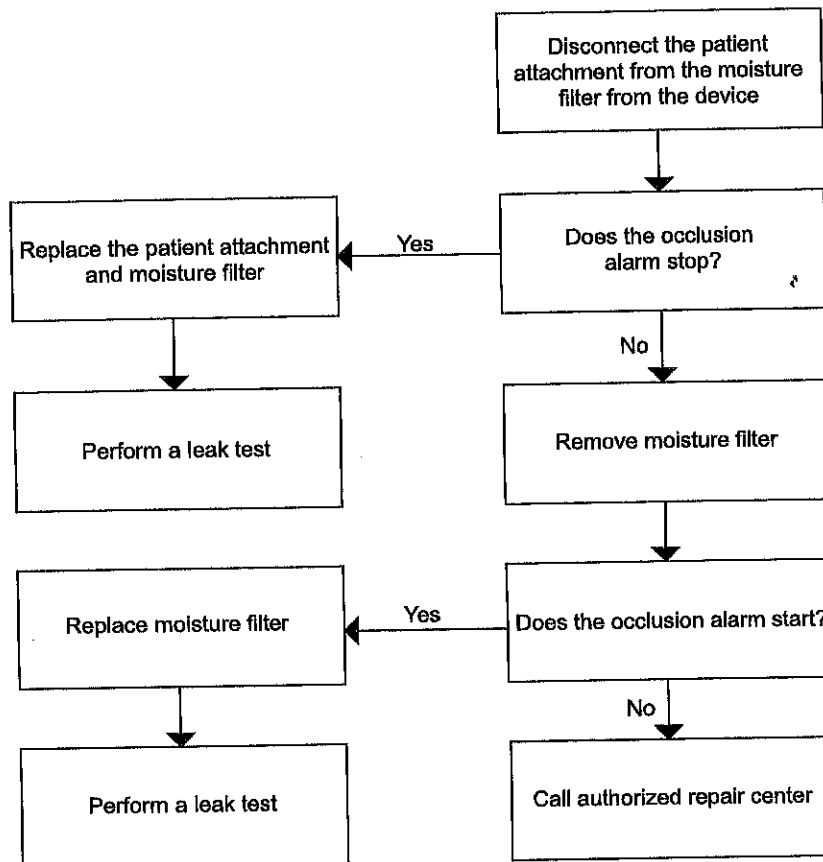 Disconnect the patient
attachment from the moisture
filter from the device
Replace the patient attachment
and moisture filter
Yes
Does the occlusion
alarm stop?
No
Perform a leak test
Remove moisture filter
Replace moisture filter
Yes
Does the occlusion alarm start?
No
Perform a leak test
Call authorized repair center